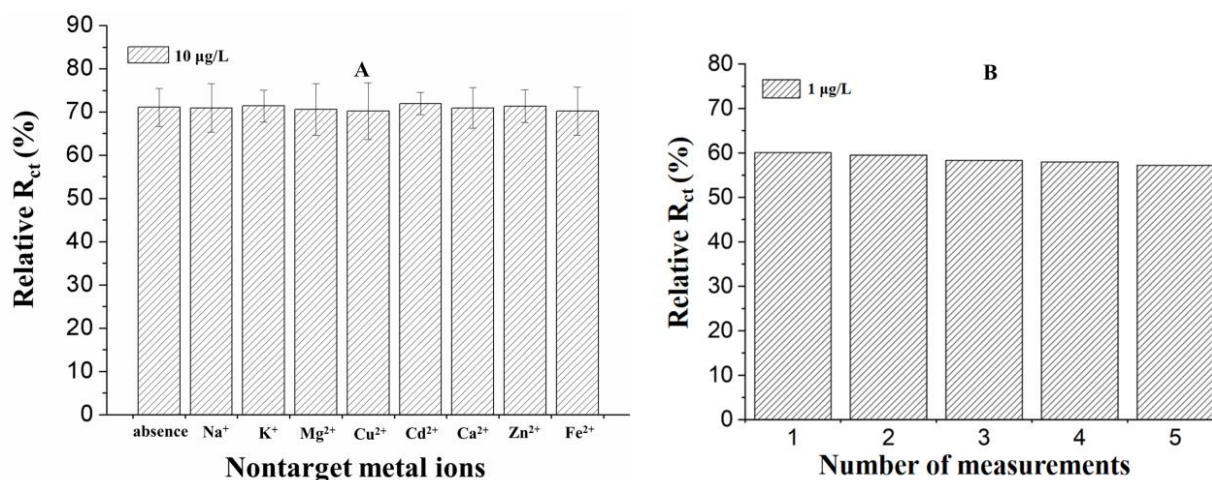 A
10 μg/L
Relative R_ct (%)
90
80
70
60
50
40
30
20
10
0
absence Na⁺ K⁺ Mg²⁺ Cu²⁺ Cd²⁺ Ca²⁺ Zn²⁺ Fe²⁺
Nontarget metal ions
B
1 μg/L
Relative R_ct (%)
80
70
60
50
40
30
20
10
0
1 2 3 4 5
Number of measurements